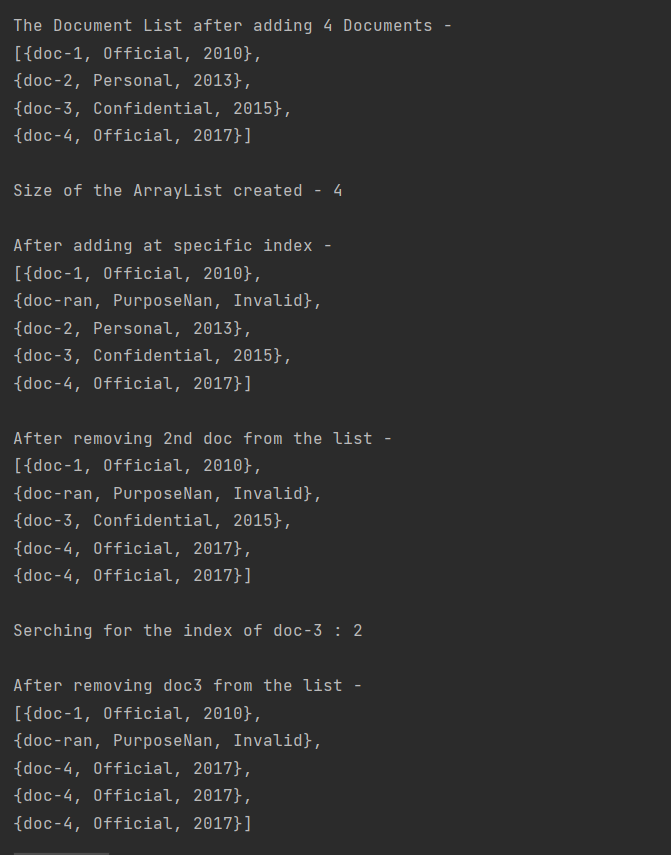 The Document List after adding 4 Documents -
[{doc-1, Official, 2010},
{doc-2, Personal, 2013},
{doc-3, Confidential, 2015},
{doc-4, Official, 2017}]
Size of the ArrayList created - 4
After adding at specific index -
[{doc-1, Official, 2010},
{doc-ran, PurposeNan, Invalid},
{doc-2, Personal, 2013},
{doc-3, Confidential, 2015},
{doc-4, Official, 2017}]
After removing 2nd doc from the list -
[{doc-1, Official, 2010},
{doc-ran, PurposeNan, Invalid},
{doc-3, Confidential, 2015},
{doc-4, Official, 2017},
{doc-4, Official, 2017}]
Serching for the index of doc-3 : 2
After removing doc3 from the list -
[{doc-1, Official, 2010},
{doc-ran, PurposeNan, Invalid},
{doc-4, Official, 2017},
{doc-4, Official, 2017},
{doc-4, Official, 2017}]